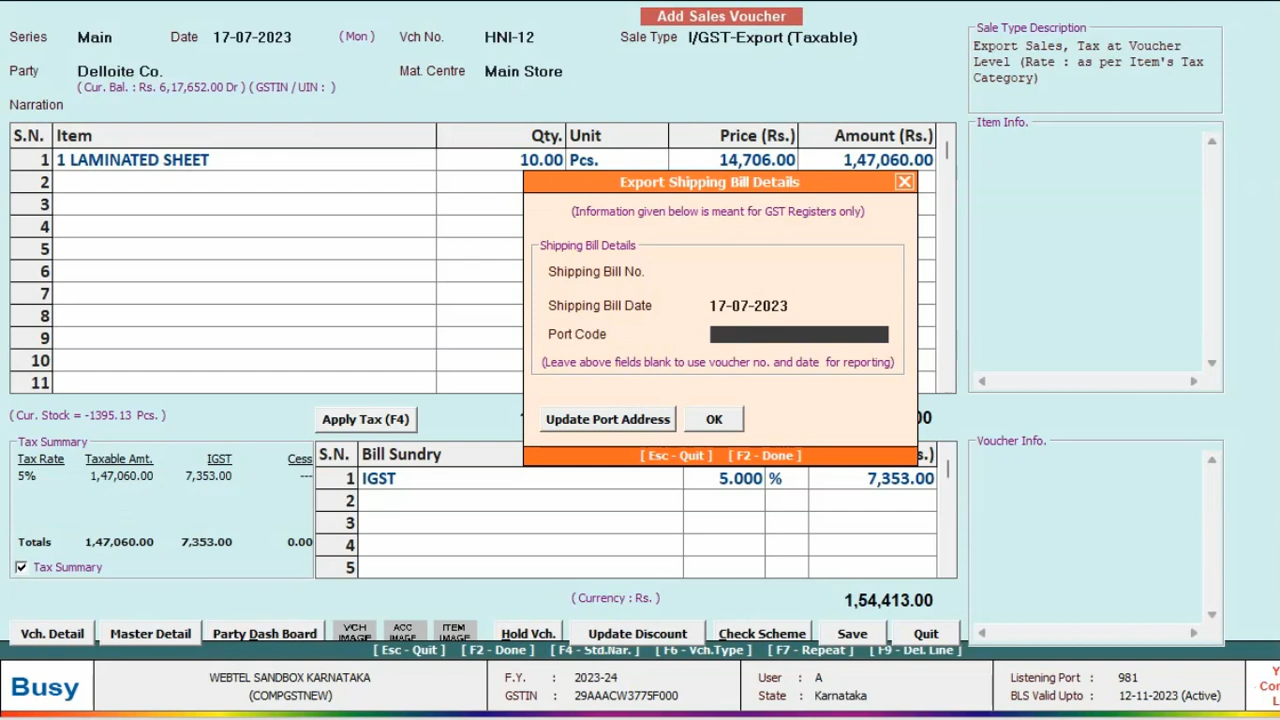 Add Sales Voucher
Series Main Date 17-07-2023 (Mon) Vch No. HNI-12 Sale Type I/GST-Export (Taxable)
Party Delloite Co. Mat. Centre Main Store
( Cur. Bal. : Rs. 6,17,652.00 Dr ) ( GSTIN / UIN : )
Narration
Sale Type Description
Export Sales, Tax at Voucher
Level (Rate : as per Item's Tax
Category)
S.N. Item Qty. Unit Price (Rs.) Amount (Rs.)
1 1 LAMINATED SHEET 10.00 Pcs. 14,706.00 1,47,060.00
2
3
4
5
6
7
8
9
10
11
Item Info.
Export Shipping Bill Details
(Information given below is meant for GST Registers only)
Shipping Bill Details
Shipping Bill No.
Shipping Bill Date 17-07-2023
Port Code
(Leave above fields blank to use voucher no. and date for reporting)
Update Port Address OK
[ Esc - Quit ] [ F2 - Done ]
( Cur. Stock = -1395.13 Pcs. ) Apply Tax (F4)
Tax Summary
Tax Rate Taxable Amt. IGST Cess
5% 1,47,060.00 7,353.00 ---
Totals 1,47,060.00 7,353.00 0.00
Tax Summary
S.N. Bill Sundry
1 IGST 5.000 % 7,353.00
2
3
4
5
Voucher Info.
( Currency : Rs. ) 1,54,413.00
Vch. Detail Master Detail Party Dash Board VCH IMAGE ACC IMAGE ITEM IMAGE Hold Vch. Update Discount Check Scheme Save Quit
[ Esc - Quit ] [ F2 - Done ] [ F4 - Std.Nar. ] [ F6 - Vch.Type ] [ F7 - Repeat ] [ F9 - Del. Line ]
Busy
WEBTEL SANDBOX KARNATAKA
(COMPGSTNEW)
F.Y. : 2023-24
GSTIN : 29AAACW3775F000
User : A
State : Karnataka
Listening Port : 981
BLS Valid Upto : 12-11-2023 (Active)